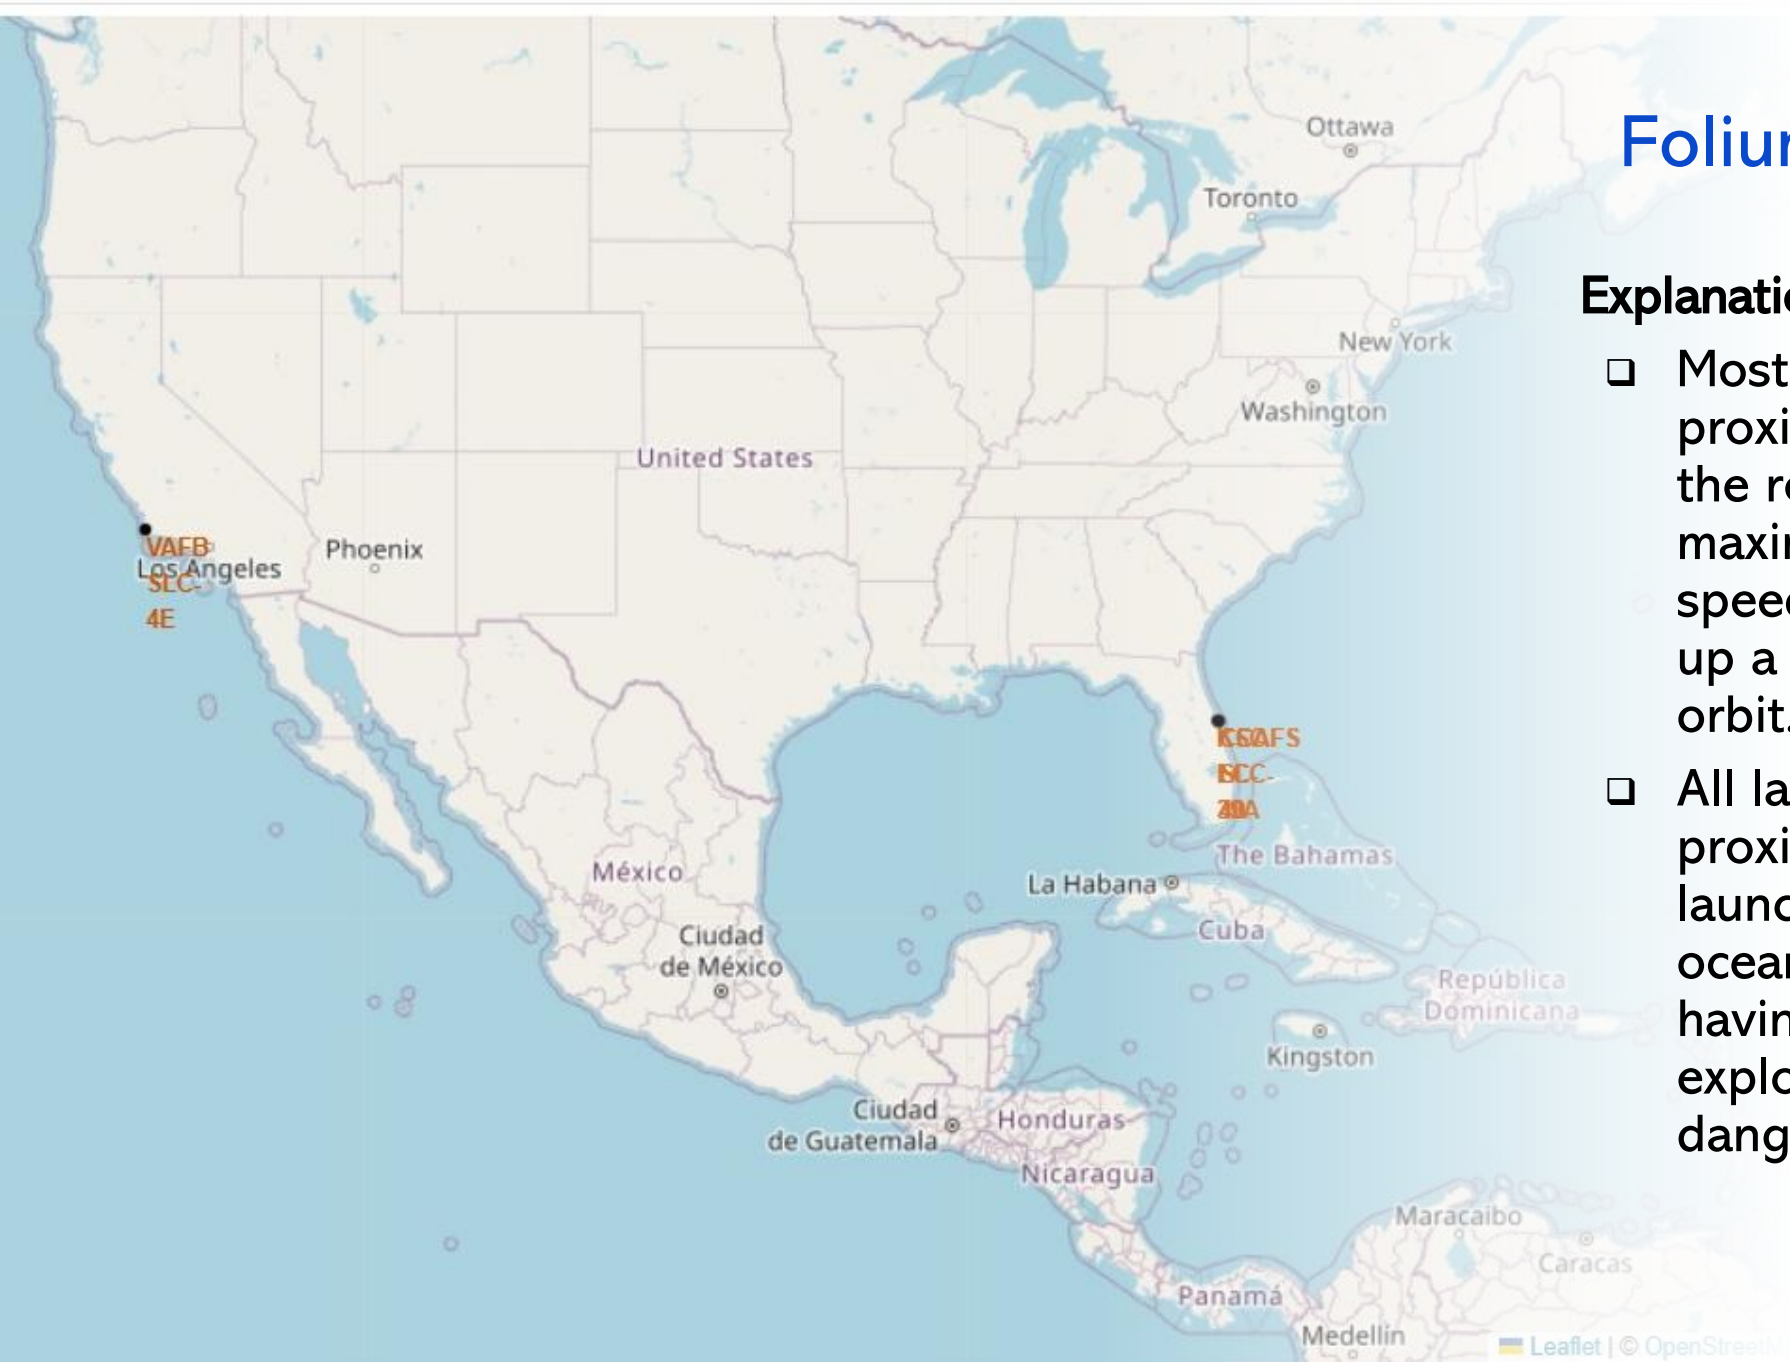 Ottawa
Toronto
New York
Washington
United States
Phoenix
VAFB
Los Angeles
SLC-
4E
The Bahamas
La Habana
México
Cuba
Ciudad
de México
República
Dominicana
Kingston
Ciudad
de Guatemala
Honduras
Nicaragua
Maracaibo
Caracas
Panamá
Medellín
Leaflet | © OpenStreet
Foliu
Explanati
Most
proxi
the r
maxi
spee
up a
orbit.
All la
proxi
laun
ocea
havin
explo
dang